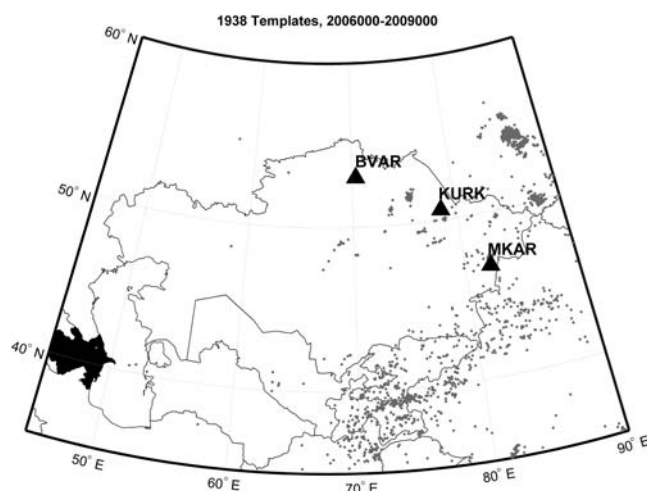 1938 Templates, 2006000-2009000
60° N
BVAR
50° N
KURK
MKAR
40° N
50° E
60° E
70° E
80° E
90° E